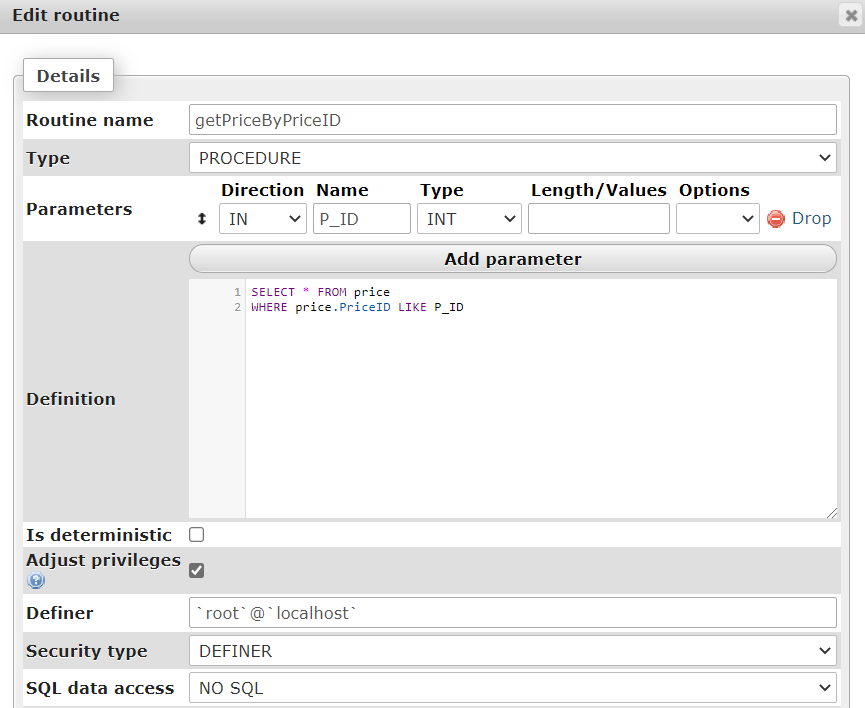 Edit routine
Details
Routine name getPriceByPriceID
Type PROCEDURE
Parameters
Direction Name Type Length/Values Options
IN P_ID INT Drop
Add parameter
Definition
1 SELECT * FROM price
2 WHERE price.PriceID LIKE P_ID
Is deterministic
Adjust privileges
Definer `root`@`localhost`
Security type DEFINER
SQL data access NO SQL